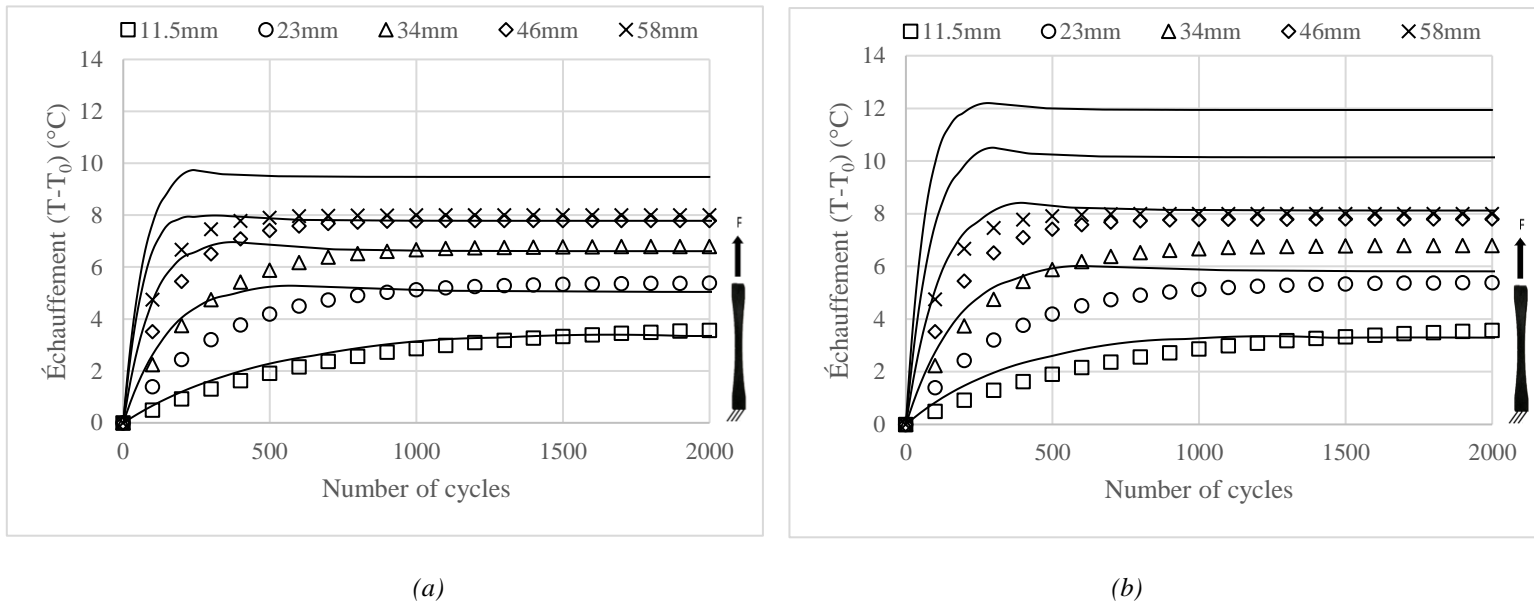 11.5mm 23mm 34mm 46mm 58mm
14
12
10
8
6
4
2
0
Échauffement (T-T₀) (°C)
0 500 1000 1500 2000
Number of cycles
F
(a)
11.5mm 23mm 34mm 46mm 58mm
14
12
10
8
6
4
2
0
Échauffement (T-T₀) (°C)
0 500 1000 1500 2000
Number of cycles
F
(b)